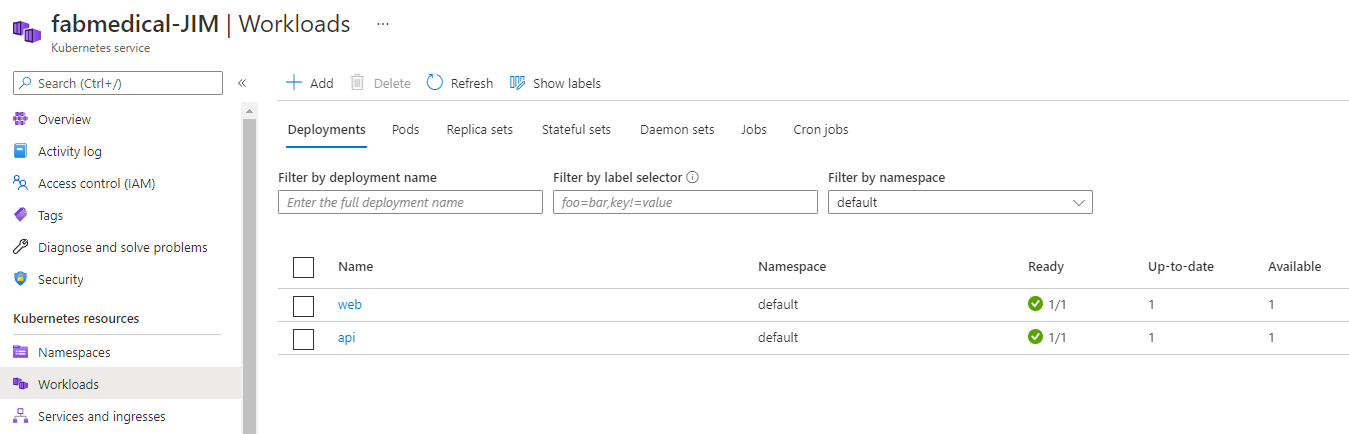 fabmedical-JIM | Workloads ...
Kubernetes service
Search (Ctrl+/) «
Overview
Activity log
Access control (IAM)
Tags
Diagnose and solve problems
Security
Kubernetes resources
Namespaces
Workloads
Services and ingresses
Add Delete Refresh Show labels
Deployments Pods Replica sets Stateful sets Daemon sets Jobs Cron jobs
Filter by deployment name Filter by label selector Filter by namespace
Enter the full deployment name foo=bar,key!=value default
Name Namespace Ready Up-to-date Available
web default 1/1 1 1
api default 1/1 1 1